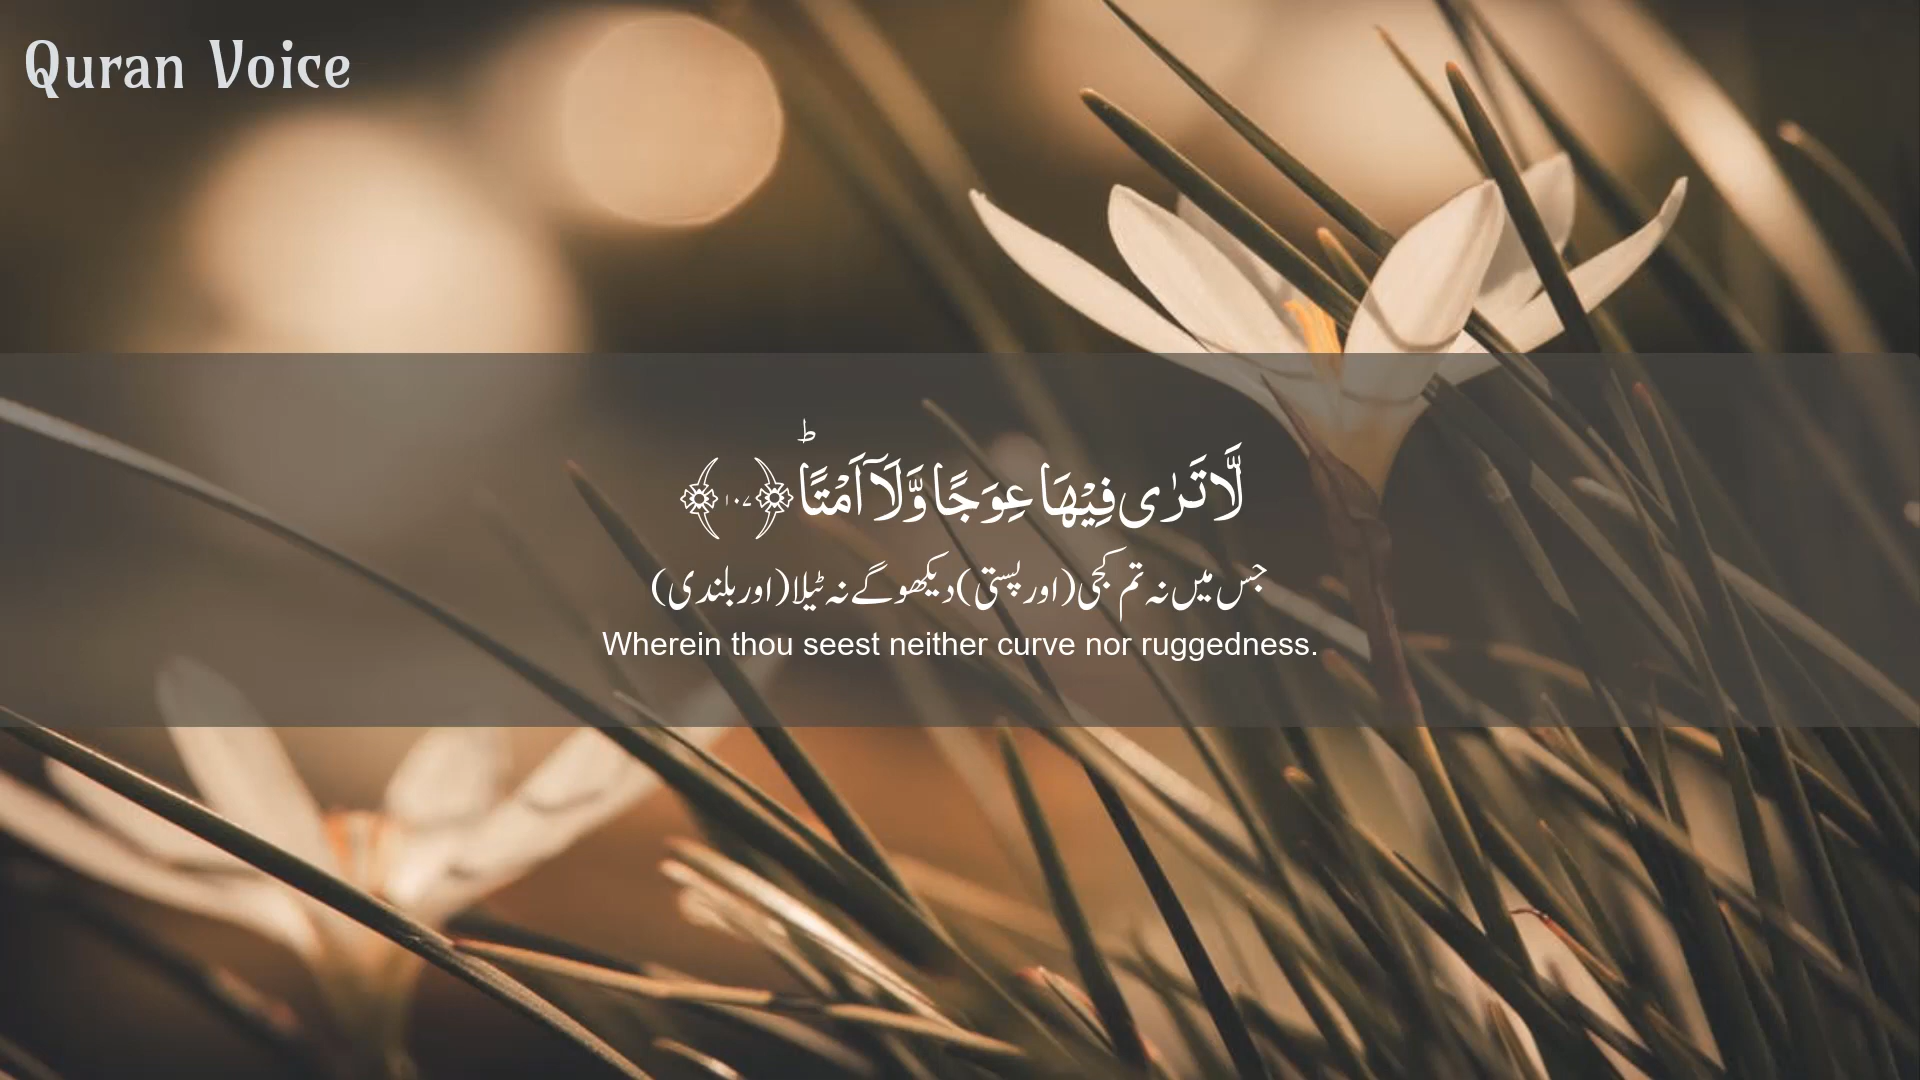 Quran Voice
لَّا تَرٰى فِيْهَا عِوَجًا وَّلَآ اَمْتًا ؕ ﴿۱۰۷﴾
جس میں نہ تم کجی (اور پستی) دیکھو گے نہ ٹیلا (اور بلندی)
Wherein thou seest neither curve nor ruggedness.